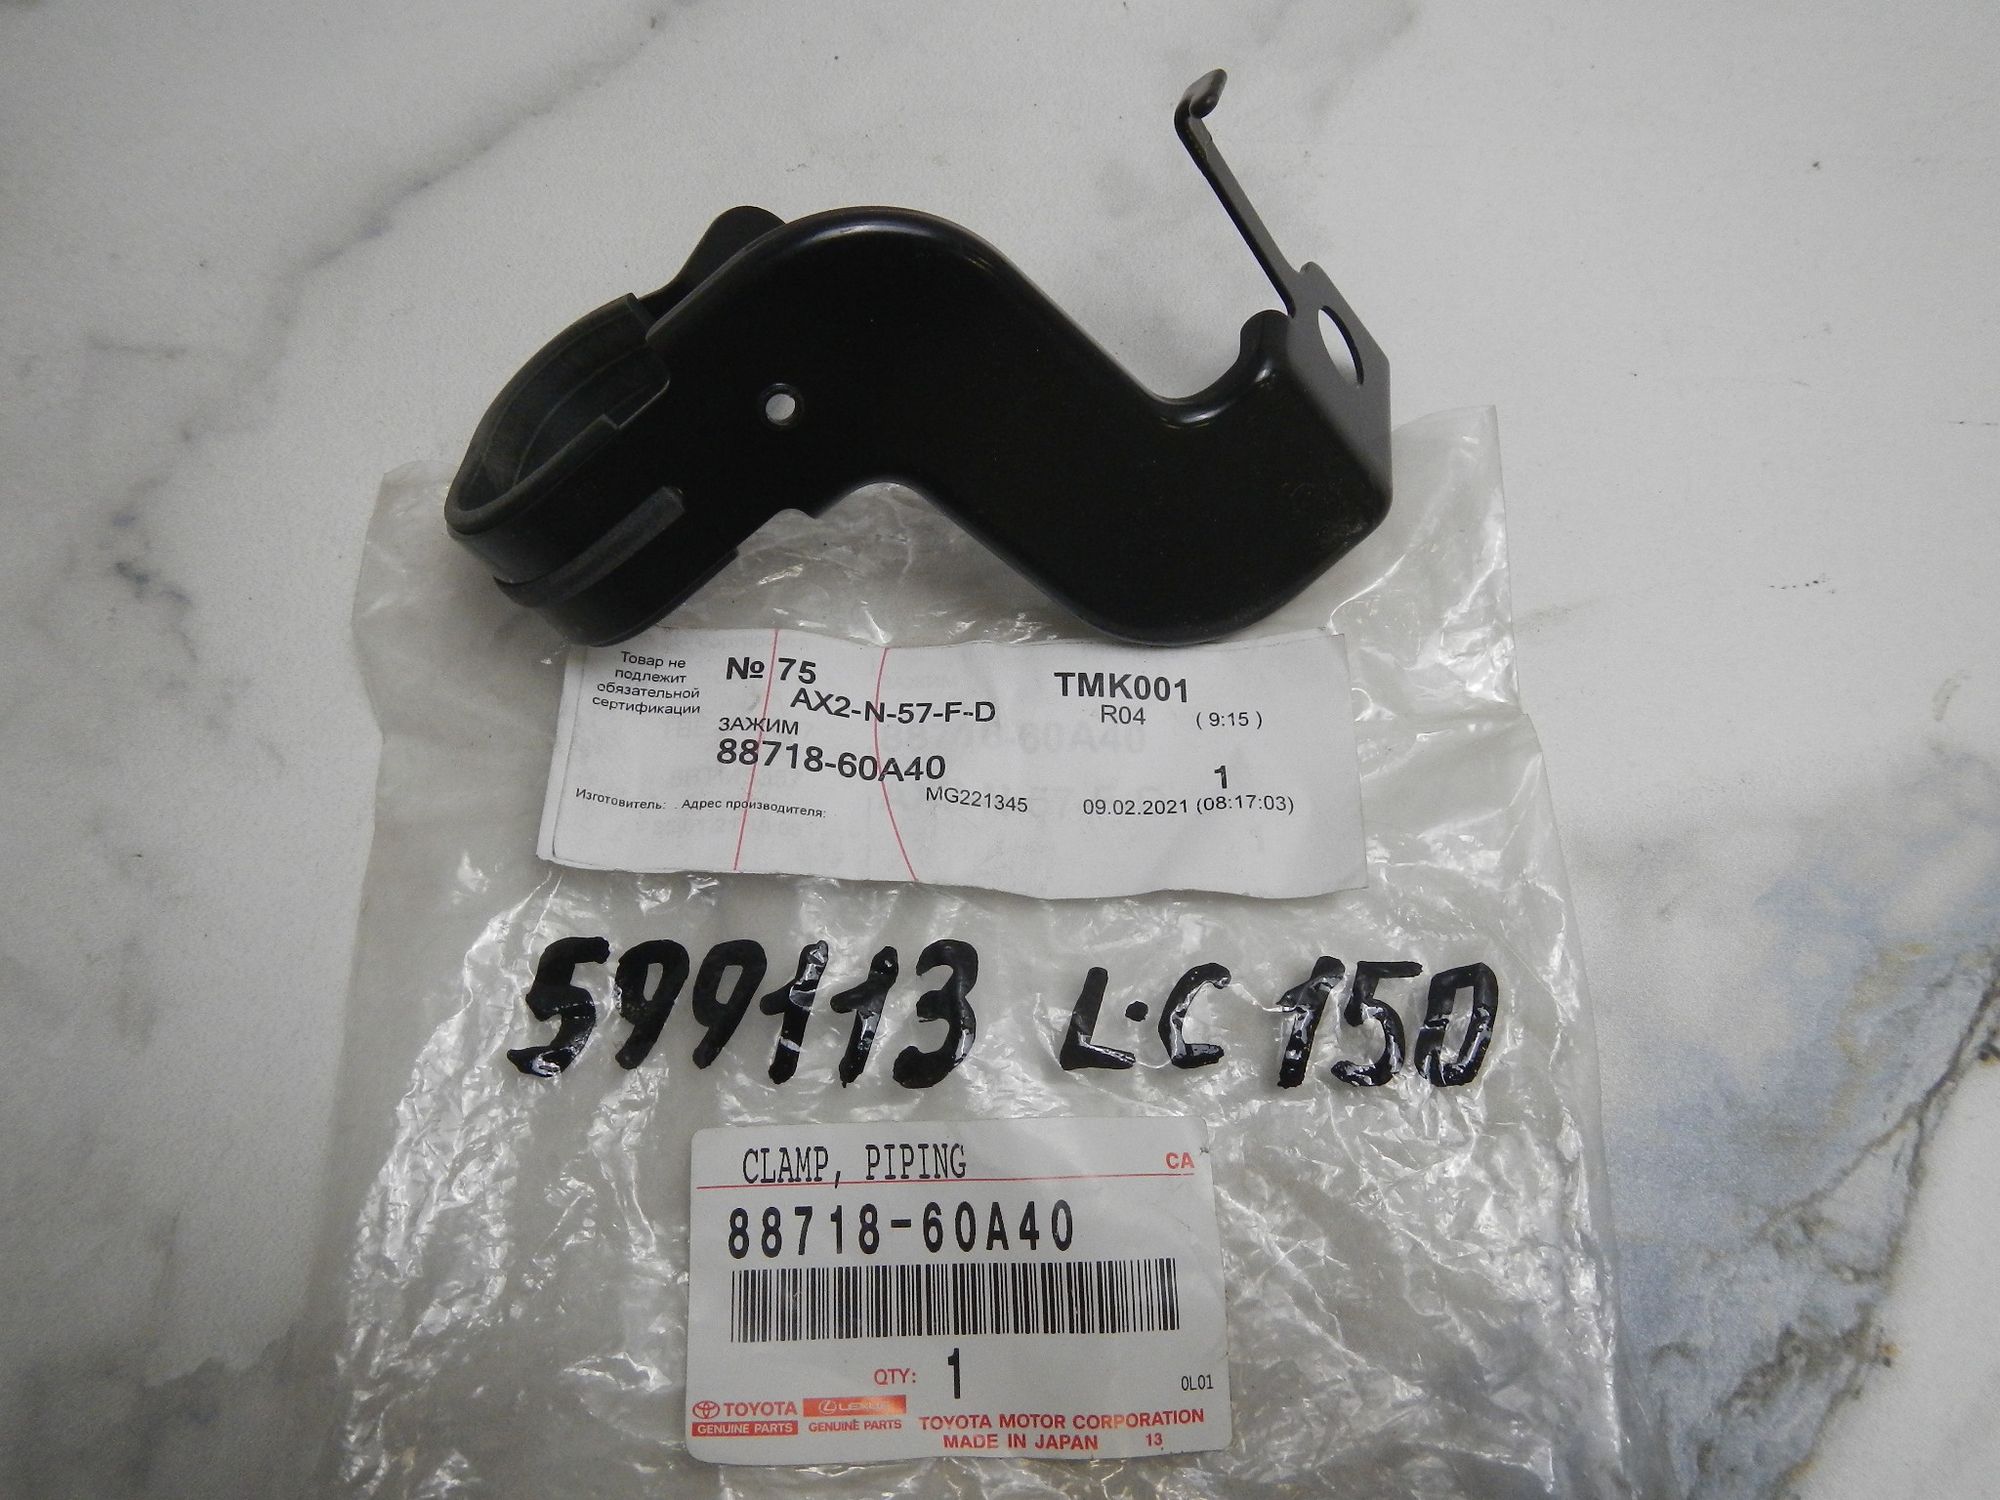 Товар не
подлежит
обязательной
сертификации
№ 75
AX2-N-57-F-D
ЗАЖИМ
88718-60A40
TMK001
R04 ( 9:15 )
1
Изготовитель: . Адрес производителя:
MG221345
09.02.2021 (08:17:03)
599113 L·C 150
CLAMP, PIPING CA
88718-60A40
QTY: 1
0L01
TOYOTA
GENUINE PARTS
LEXUS
GENUINE PARTS
TOYOTA MOTOR CORPORATION
MADE IN JAPAN 13